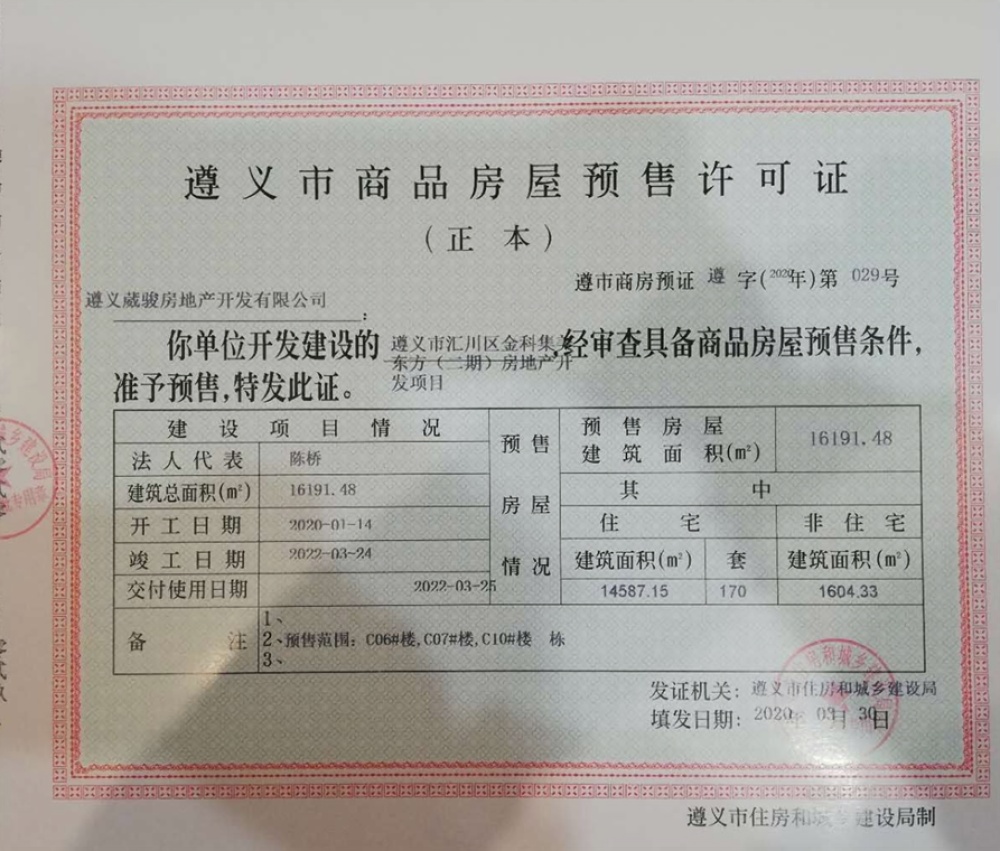 遵义市商品房屋预售许可证
（正 本）
遵市商房预证 遵 字(2020年)第 029号
遵义葳骏房地产开发有限公司：
你单位开发建设的 遵义市汇川区金科集美东方（二期）房地产开发项目 ,经审查具备商品房屋预售条件,
准予预售,特发此证。
建设项目情况
法人代表 陈桥
建筑总面积(㎡) 16191.48
开工日期 2020-01-14
竣工日期 2022-03-24
交付使用日期 2022-03-25
预售房屋情况
预售房屋建筑面积(㎡) 16191.48
其中
住宅 非住宅
建筑面积(㎡) 套 建筑面积(㎡)
14587.15 170 1604.33
备注
1、
2、预售范围：C06#楼,C07#楼,C10#楼 栋
3、
发证机关：遵义市住房和城乡建设局
填发日期：2020年 03月 30日
遵义市住房和城乡建设局制